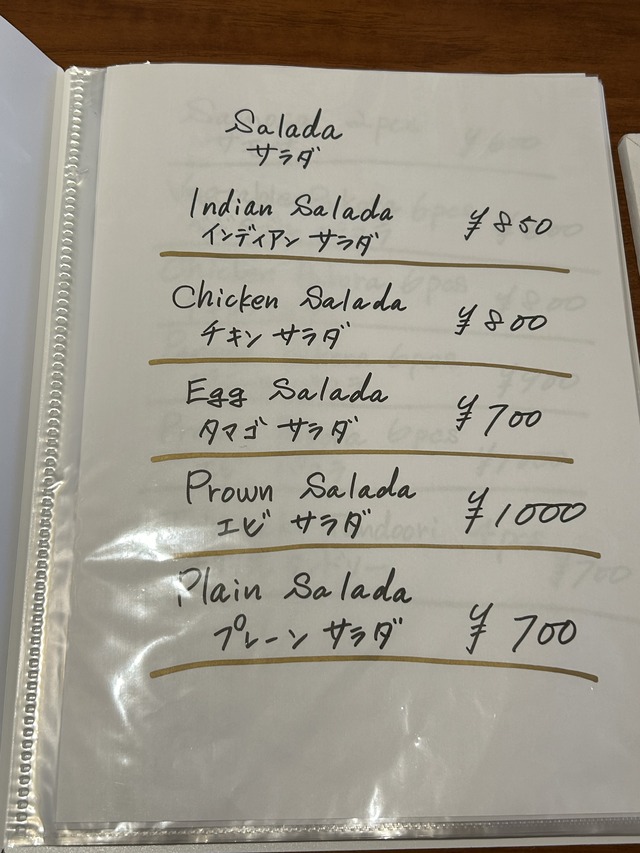 Salada
サラダ
Indian Salada ¥850
インディアン サラダ
Chicken Salada ¥800
チキン サラダ
Egg Salada ¥700
タマゴ サラダ
Prown Salada ¥1000
エビ サラダ
Plain Salada ¥700
プレーン サラダ